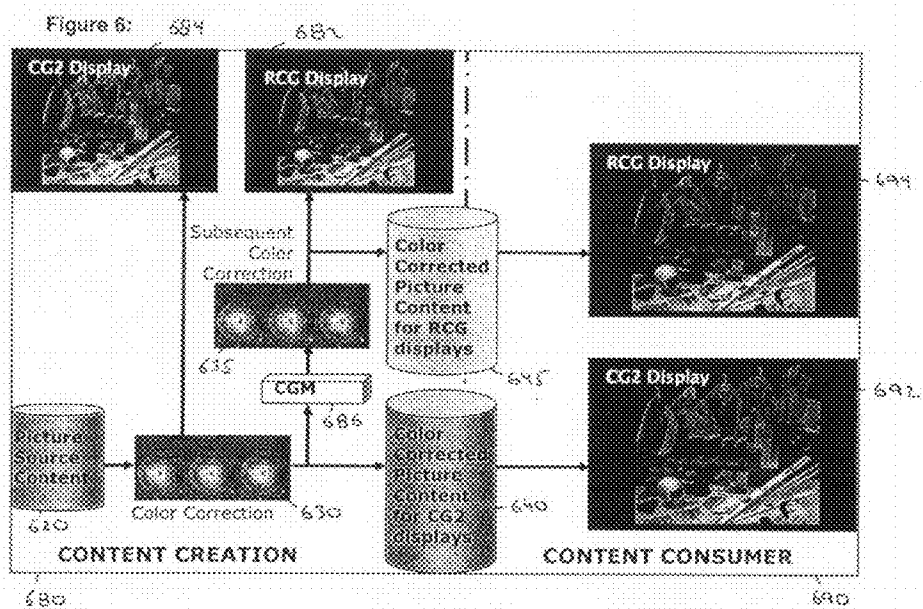 Figure 6:
684
682
CG2 Display
RCG Display
RCG Display
694
Subsequent
Color
Correction
Color
Corrected
Picture
Content
for RCG
displays
635
645
CGM
686
CG2 Display
692
Picture
Source
Content
Color
Corrected
Picture
Content
for CG2
displays
620
Color Correction
630
640
CONTENT CREATION
CONTENT CONSUMER
680
690